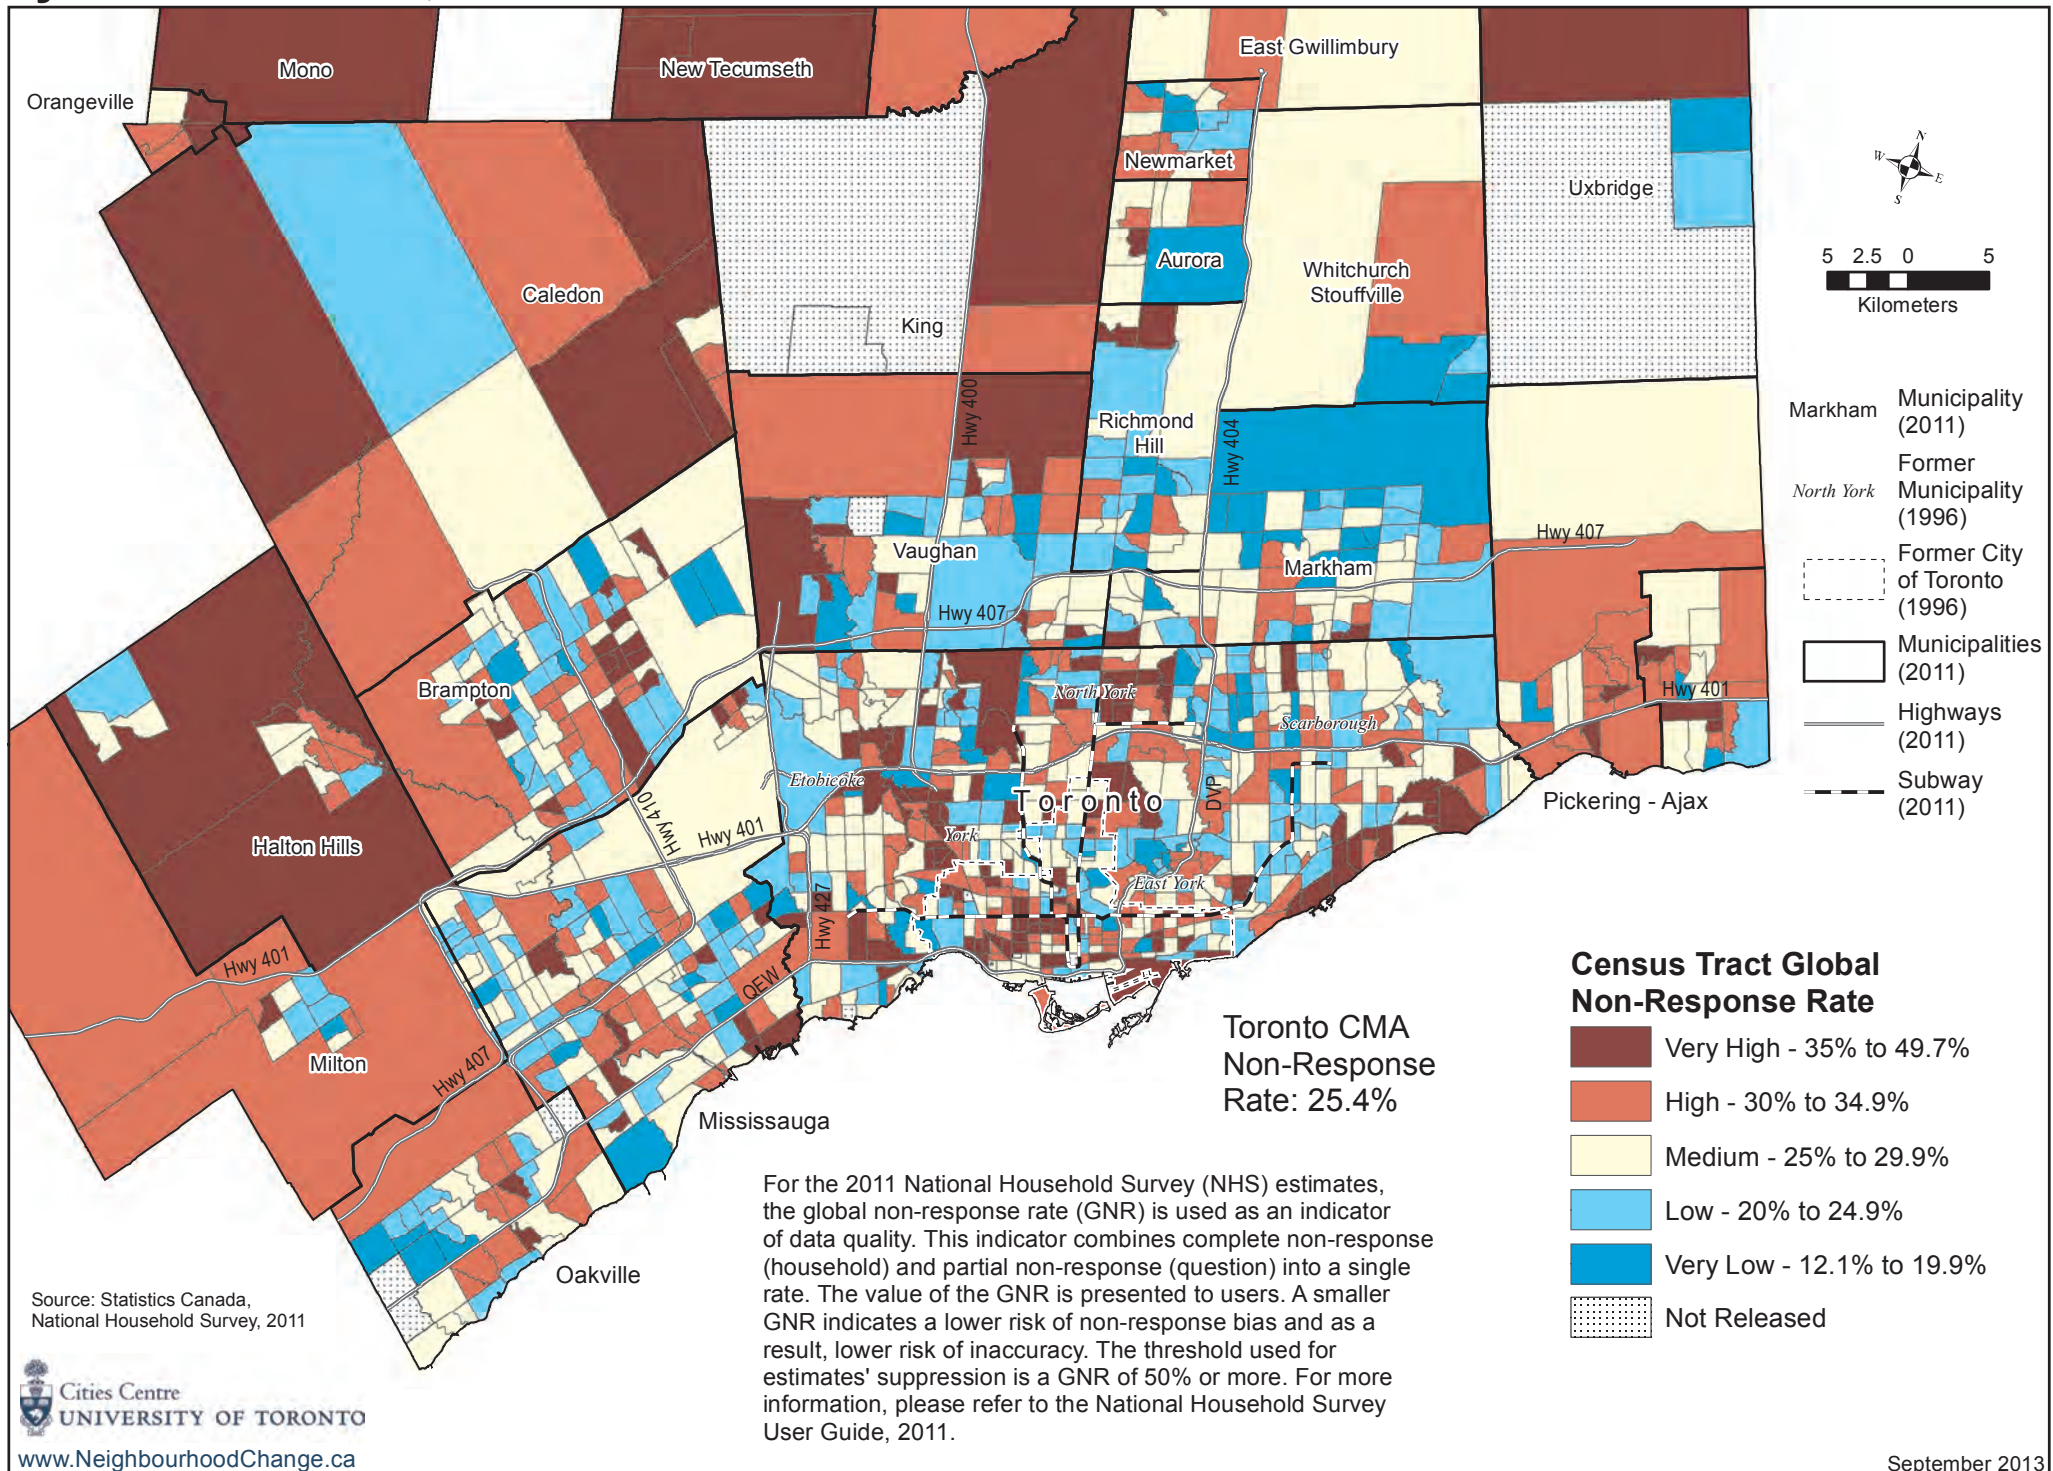 Mono
New Tecumseth
East Gwillimbury
Orangeville
Newmarket
Uxbridge
Aurora
Whitchurch
Stouffville
Caledon
King
Hwy 400
Richmond
Hill
Hwy 404
Hwy 407
Vaughan
Markham
Hwy 407
Brampton
North York
Scarborough
Hwy 401
Etobicoke
Toronto
DVP
Pickering - Ajax
Hwy 410
Hwy 401
York
East York
Halton Hills
Hwy 427
Hwy 401
QEW
Milton
Hwy 407
Mississauga
Oakville
N
W
E
S
5 2.5 0 5
Kilometers
Markham
Municipality
(2011)
North York
Former
Municipality
(1996)
Former City
of Toronto
(1996)
Municipalities
(2011)
Highways
(2011)
Subway
(2011)
Toronto CMA
Non-Response
Rate: 25.4%
Census Tract Global
Non-Response Rate
Very High - 35% to 49.7%
High - 30% to 34.9%
Medium - 25% to 29.9%
Low - 20% to 24.9%
Very Low - 12.1% to 19.9%
Not Released
For the 2011 National Household Survey (NHS) estimates,
the global non-response rate (GNR) is used as an indicator
of data quality. This indicator combines complete non-response
(household) and partial non-response (question) into a single
rate. The value of the GNR is presented to users. A smaller
GNR indicates a lower risk of non-response bias and as a
result, lower risk of inaccuracy. The threshold used for
estimates' suppression is a GNR of 50% or more. For more
information, please refer to the National Household Survey
User Guide, 2011.
Source: Statistics Canada,
National Household Survey, 2011
Cities Centre
UNIVERSITY OF TORONTO
www.NeighbourhoodChange.ca
September 2013